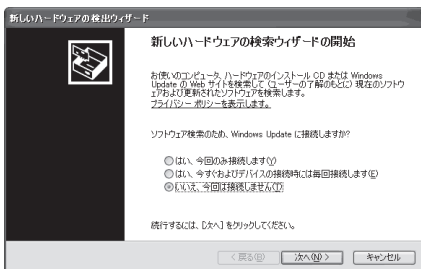 新しいハードウェアの検出ウィザード
新しいハードウェアの検索ウィザードの開始
お使いのコンピュータ、ハードウェアのインストール CD または Windows
Update の Web サイトを検索して (ユーザーの了解のもとに) 現在のソフトウ
ェアおよび更新されたソフトウェアを検索します。
プライバシー ポリシーを表示します。
ソフトウェア検索のため、Windows Update に接続しますか?
はい、今回のみ接続します(Y)
はい、今すぐおよびデバイスの接続時には毎回接続します(E)
いいえ、今回は接続しません(T)
続行するには、[次へ] をクリックしてください。
< 戻る(B)
次へ(N) >
キャンセル